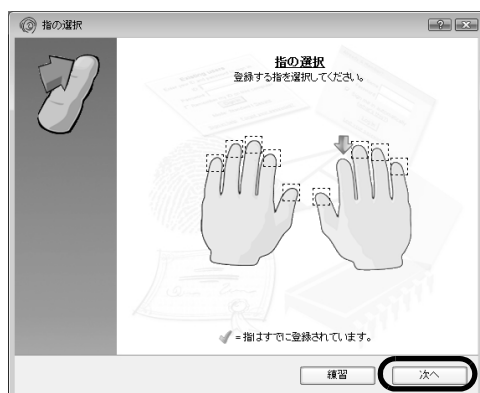 指の選択
指の選択
登録する指を選択してください。
= 指はすでに登録されています。
練習
次へ